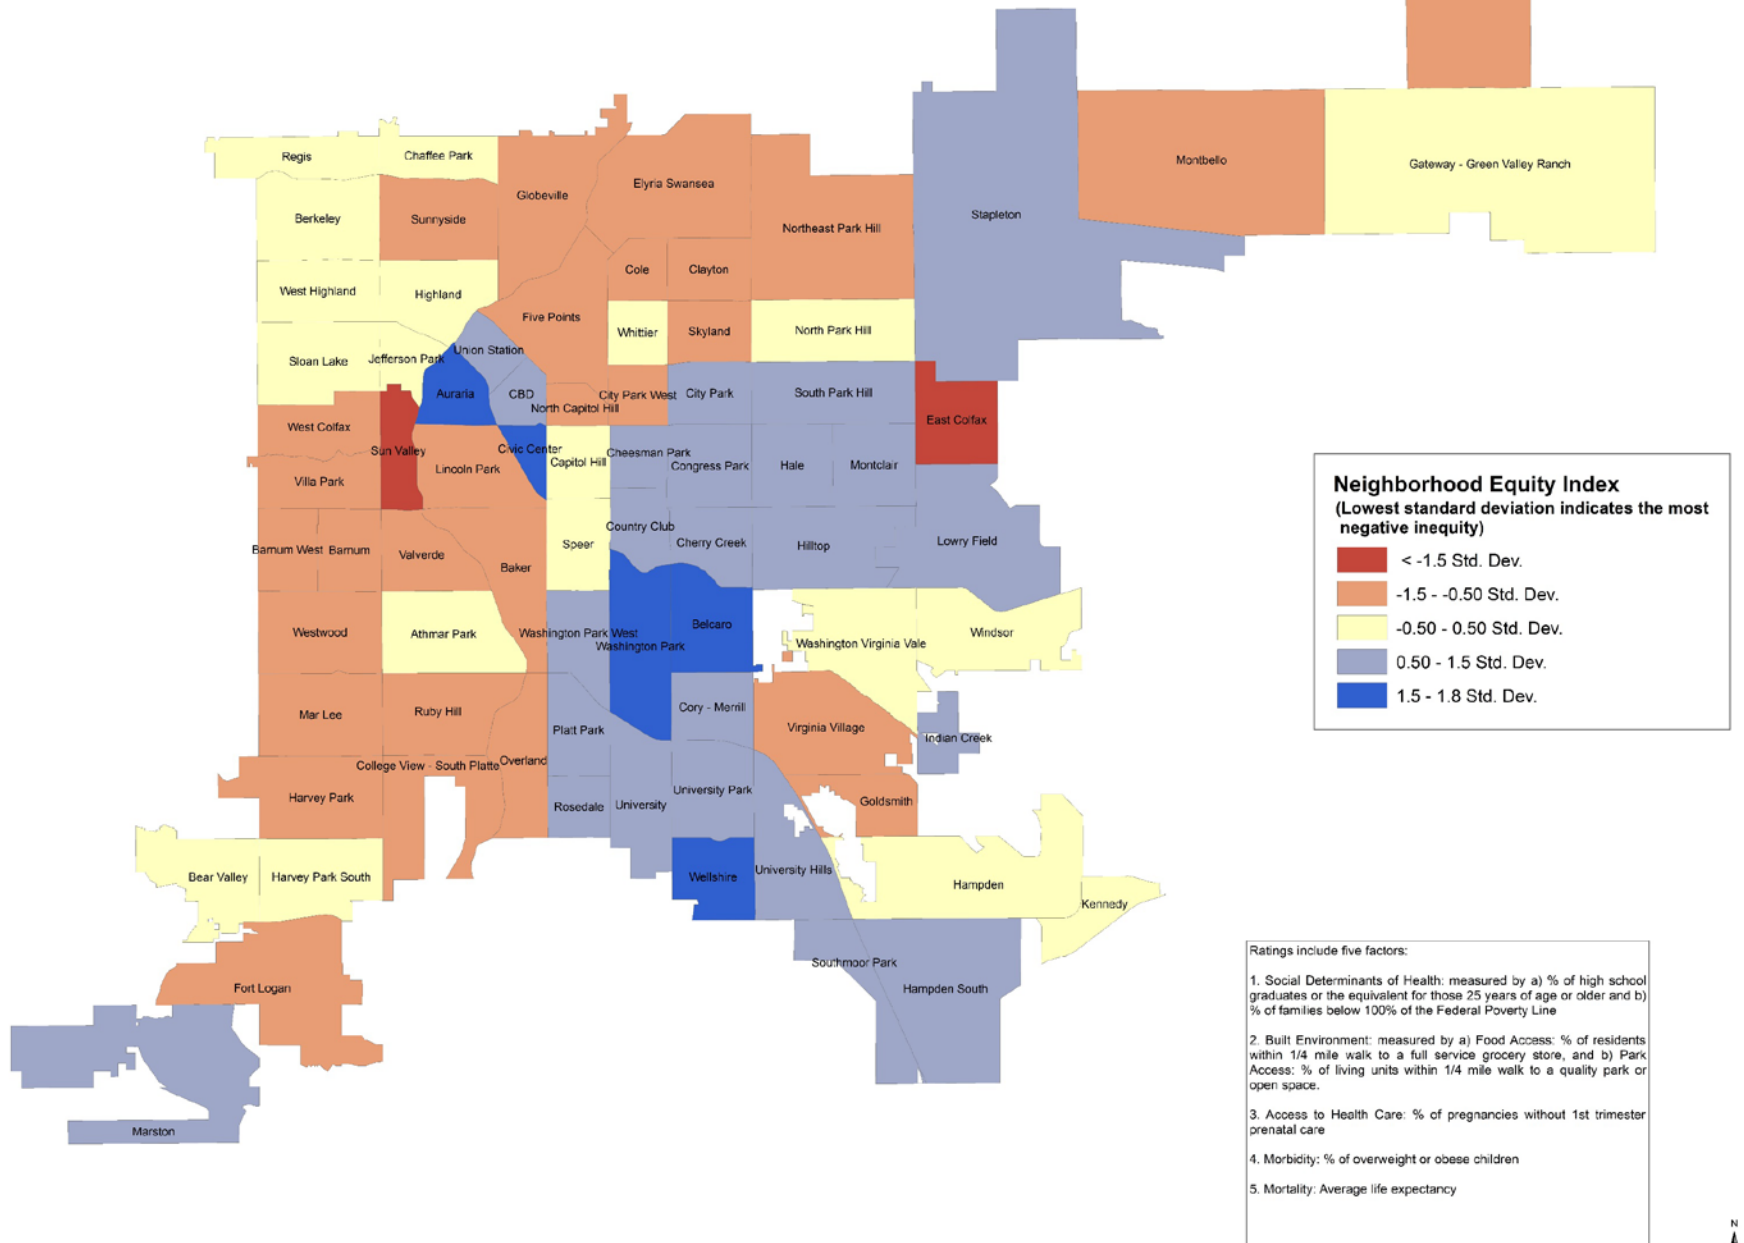 Regis
Chaffee Park
Globeville
Elyria Swansea
Montbello
Gateway - Green Valley Ranch
Berkeley
Sunnyside
Northeast Park Hill
Stapleton
West Highland
Highland
Cole
Clayton
Five Points
Whittier
Skyland
North Park Hill
Sloan Lake
Jefferson Park
Union Station
Auraria
CBD
North Capitol Hill
City Park West
City Park
South Park Hill
East Colfax
West Colfax
Sun Valley
Lincoln Park
Civic Center
Capitol Hill
Cheesman Park
Congress Park
Hale
Montclair
Villa Park
Barnum West
Barnum
Valverde
Baker
Speer
Country Club
Cherry Creek
Hilltop
Lowry Field
Westwood
Athmar Park
Washington Park West
Washington Park
Belcaro
Washington Virginia Vale
Windsor
Mar Lee
Ruby Hill
Platt Park
Cory - Merrill
Virginia Village
Indian Creek
College View - South Platte
Overland
Harvey Park
Rosedale
University
University Park
Goldsmith
Bear Valley
Harvey Park South
Wellshire
University Hills
Hampden
Kennedy
Fort Logan
Southmoor Park
Hampden South
Marston
Neighborhood Equity Index
(Lowest standard deviation indicates the most
negative inequity)
< -1.5 Std. Dev.
-1.5 - -0.50 Std. Dev.
-0.50 - 0.50 Std. Dev.
0.50 - 1.5 Std. Dev.
1.5 - 1.8 Std. Dev.
Ratings include five factors:
1. Social Determinants of Health: measured by a) % of high school
graduates or the equivalent for those 25 years of age or older and b)
% of families below 100% of the Federal Poverty Line
2. Built Environment: measured by a) Food Access: % of residents
within 1/4 mile walk to a full service grocery store, and b) Park
Access: % of living units within 1/4 mile walk to a quality park or
open space.
3. Access to Health Care: % of pregnancies without 1st trimester
prenatal care
4. Morbidity: % of overweight or obese children
5. Mortality: Average life expectancy
N